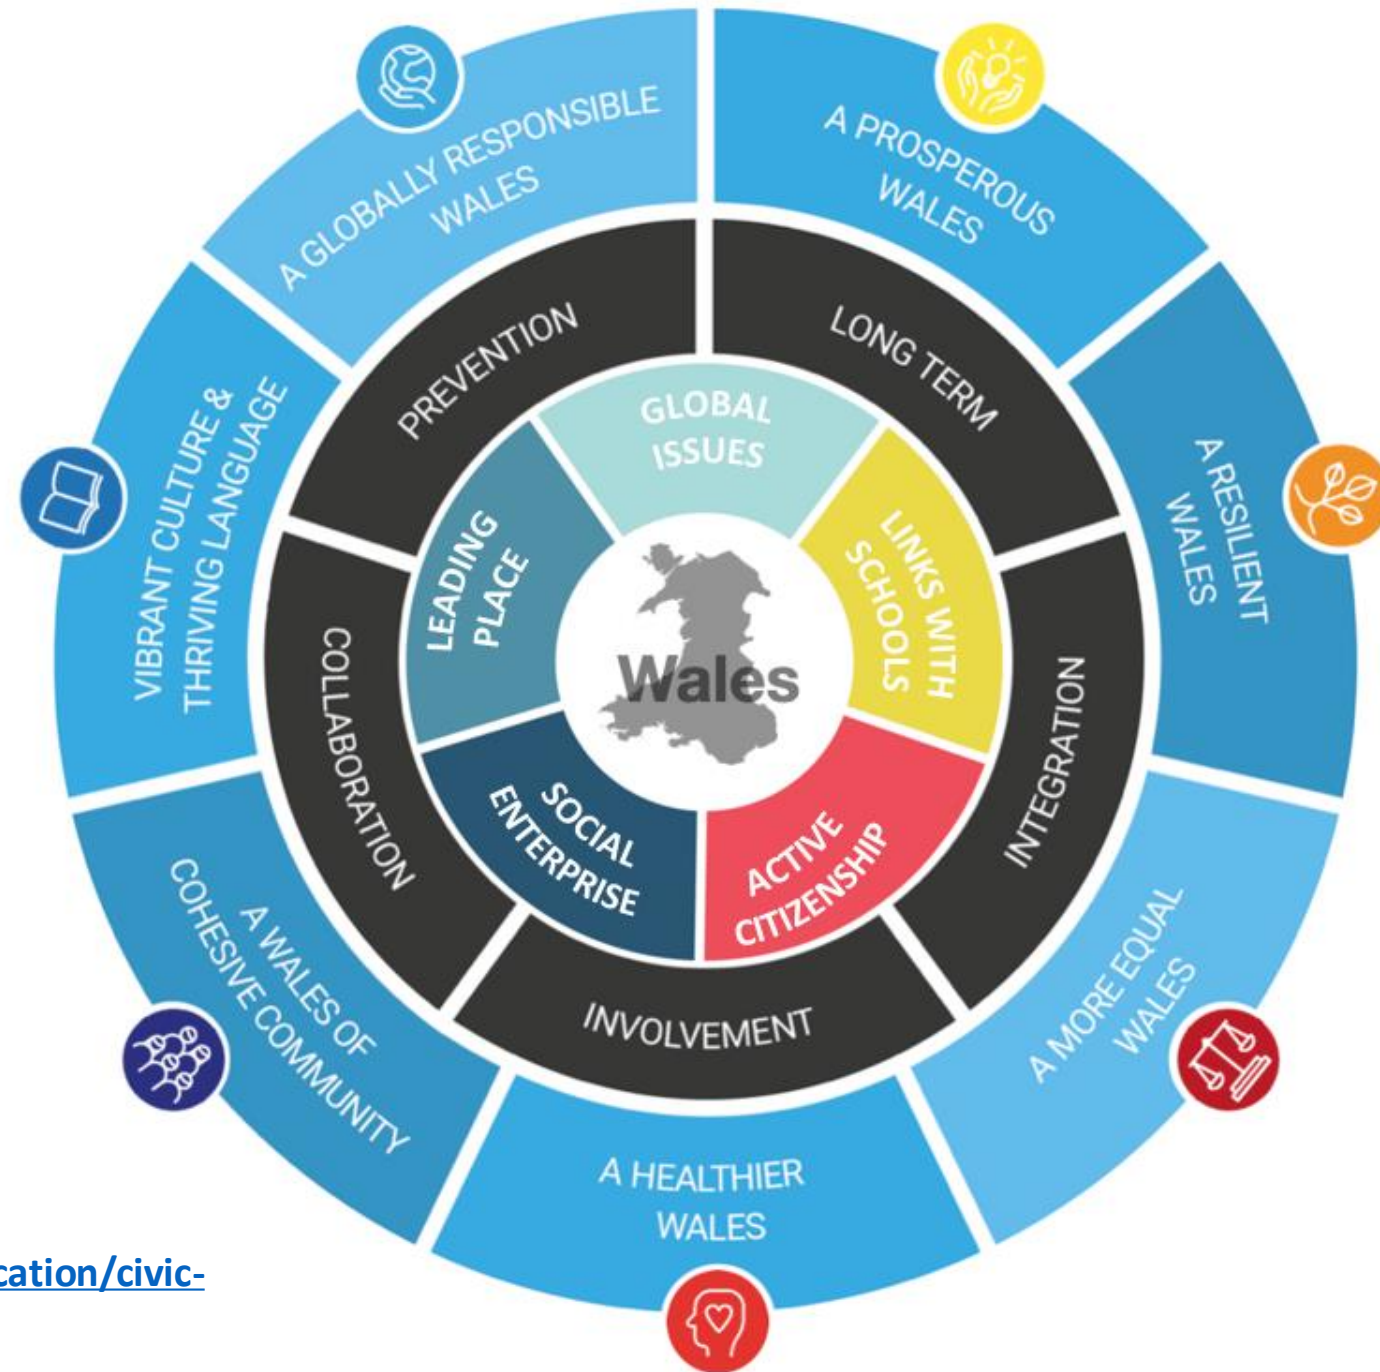 A GLOBALLY RESPONSIBLE
WALES
A PROSPEROUS
WALES
A RESILIENT
WALES
A MORE EQUAL
WALES
A HEALTHIER
WALES
A WALES OF
COHESIVE COMMUNITY
VIBRANT CULTURE &
THRIVING LANGUAGE
PREVENTION
LONG TERM
INTEGRATION
INVOLVEMENT
COLLABORATION
GLOBAL
ISSUES
LINKS WITH
SCHOOLS
ACTIVE
CITIZENSHIP
SOCIAL
ENTERPRISE
LEADING
PLACE
Wales
cation/civic-